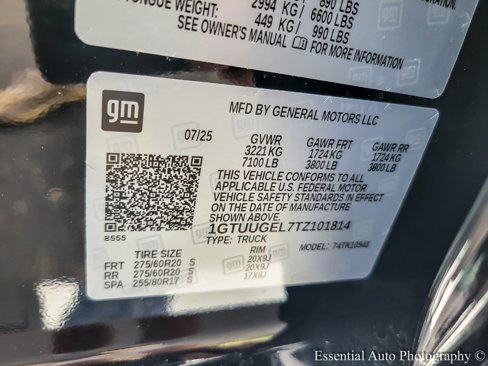 TONGUE WEIGHT
2994 KG / 6600 LBS
449 KG / 990 LBS
SEE OWNER'S MANUAL FOR MORE INFORMATION
gm
MFD BY GENERAL MOTORS LLC
07/25 GVWR GAWR FRT GAWR RR
3221 KG 1724 KG 1724 KG
7100 LB 3800 LB 3800 LB
THIS VEHICLE CONFORMS TO ALL
APPLICABLE U.S. FEDERAL MOTOR
VEHICLE SAFETY STANDARDS IN
EFFECT ON THE DATE OF
MANUFACTURE SHOWN ABOVE.
1GTUUGEL7TZ101814
8555 TYPE: TRUCK MODEL: 74TK10543
TIRE SIZE RIM
FRT 275/60R20 S 20X9J
RR 275/60R20 S 20X9J
SPA 255/80R17 S 17X8J
Essential Auto Photography ©